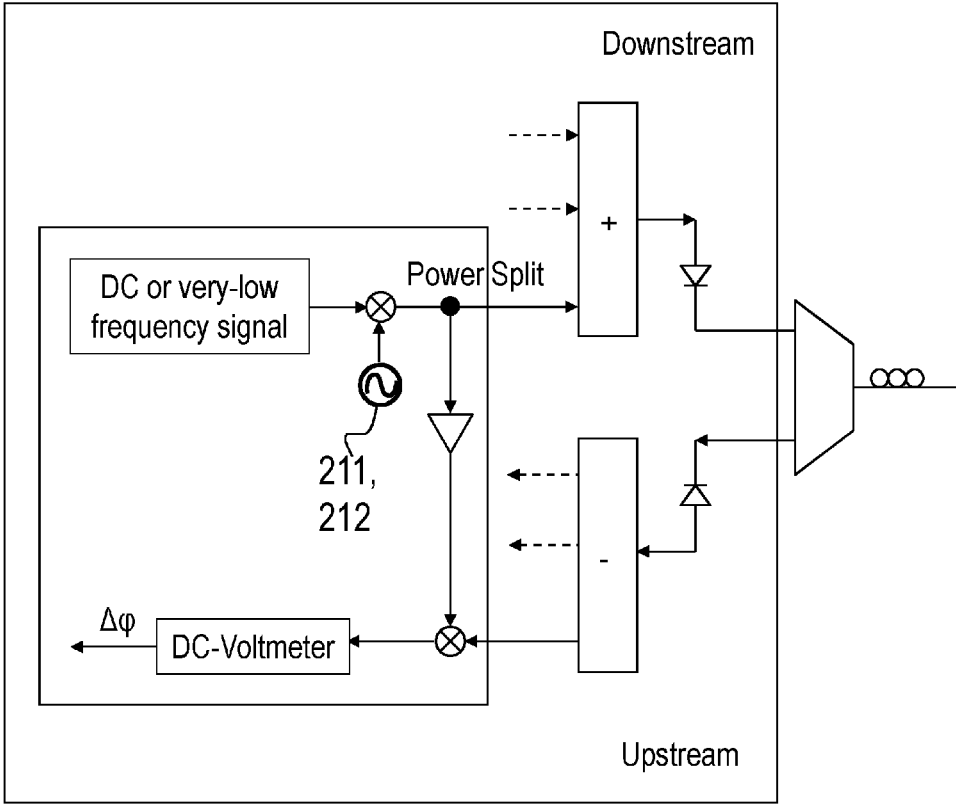 Downstream
DC or very-low
frequency signal
Power Split
+
211,
212
-
Δφ
DC-Voltmeter
Upstream